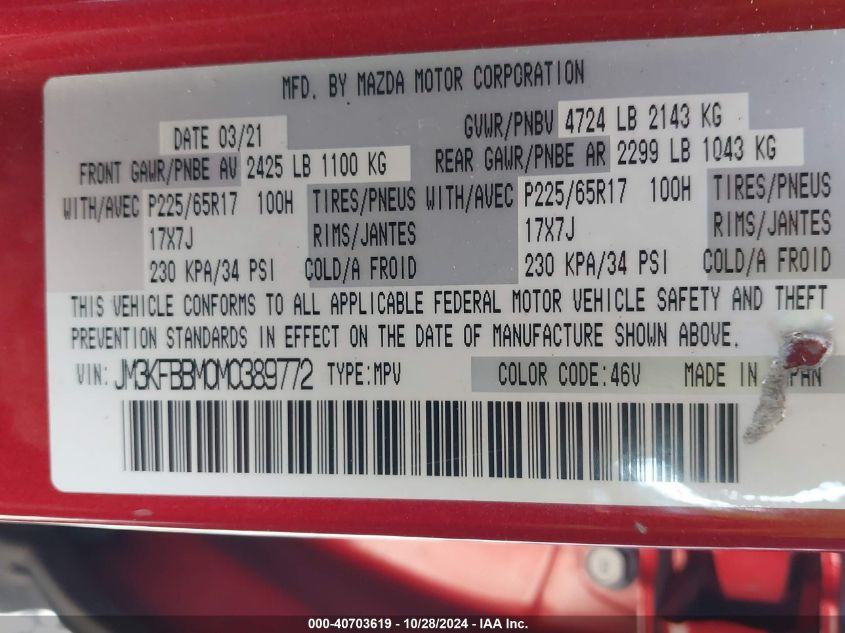 MFD. BY MAZDA MOTOR CORPORATION
DATE 03/21 GVWR/PNBV 4724 LB 2143 KG
FRONT GAWR/PNBE AV 2425 LB 1100 KG REAR GAWR/PNBE AR 2299 LB 1043 KG
WITH/AVEC P225/65R17 100H TIRES/PNEUS WITH/AVEC P225/65R17 100H TIRES/PNEUS
17X7J RIMS/JANTES 17X7J RIMS/JANTES
230 KPA/34 PSI COLD/A FROID 230 KPA/34 PSI COLD/A FROID
THIS VEHICLE CONFORMS TO ALL APPLICABLE FEDERAL MOTOR VEHICLE SAFETY AND THEFT
PREVENTION STANDARDS IN EFFECT ON THE DATE OF MANUFACTURE SHOWN ABOVE.
VIN: JM3KFBBM0M0389772 TYPE:MPV COLOR CODE:46V MADE IN PAN
000-40703619 | 10/28/2024 - IAA Inc.